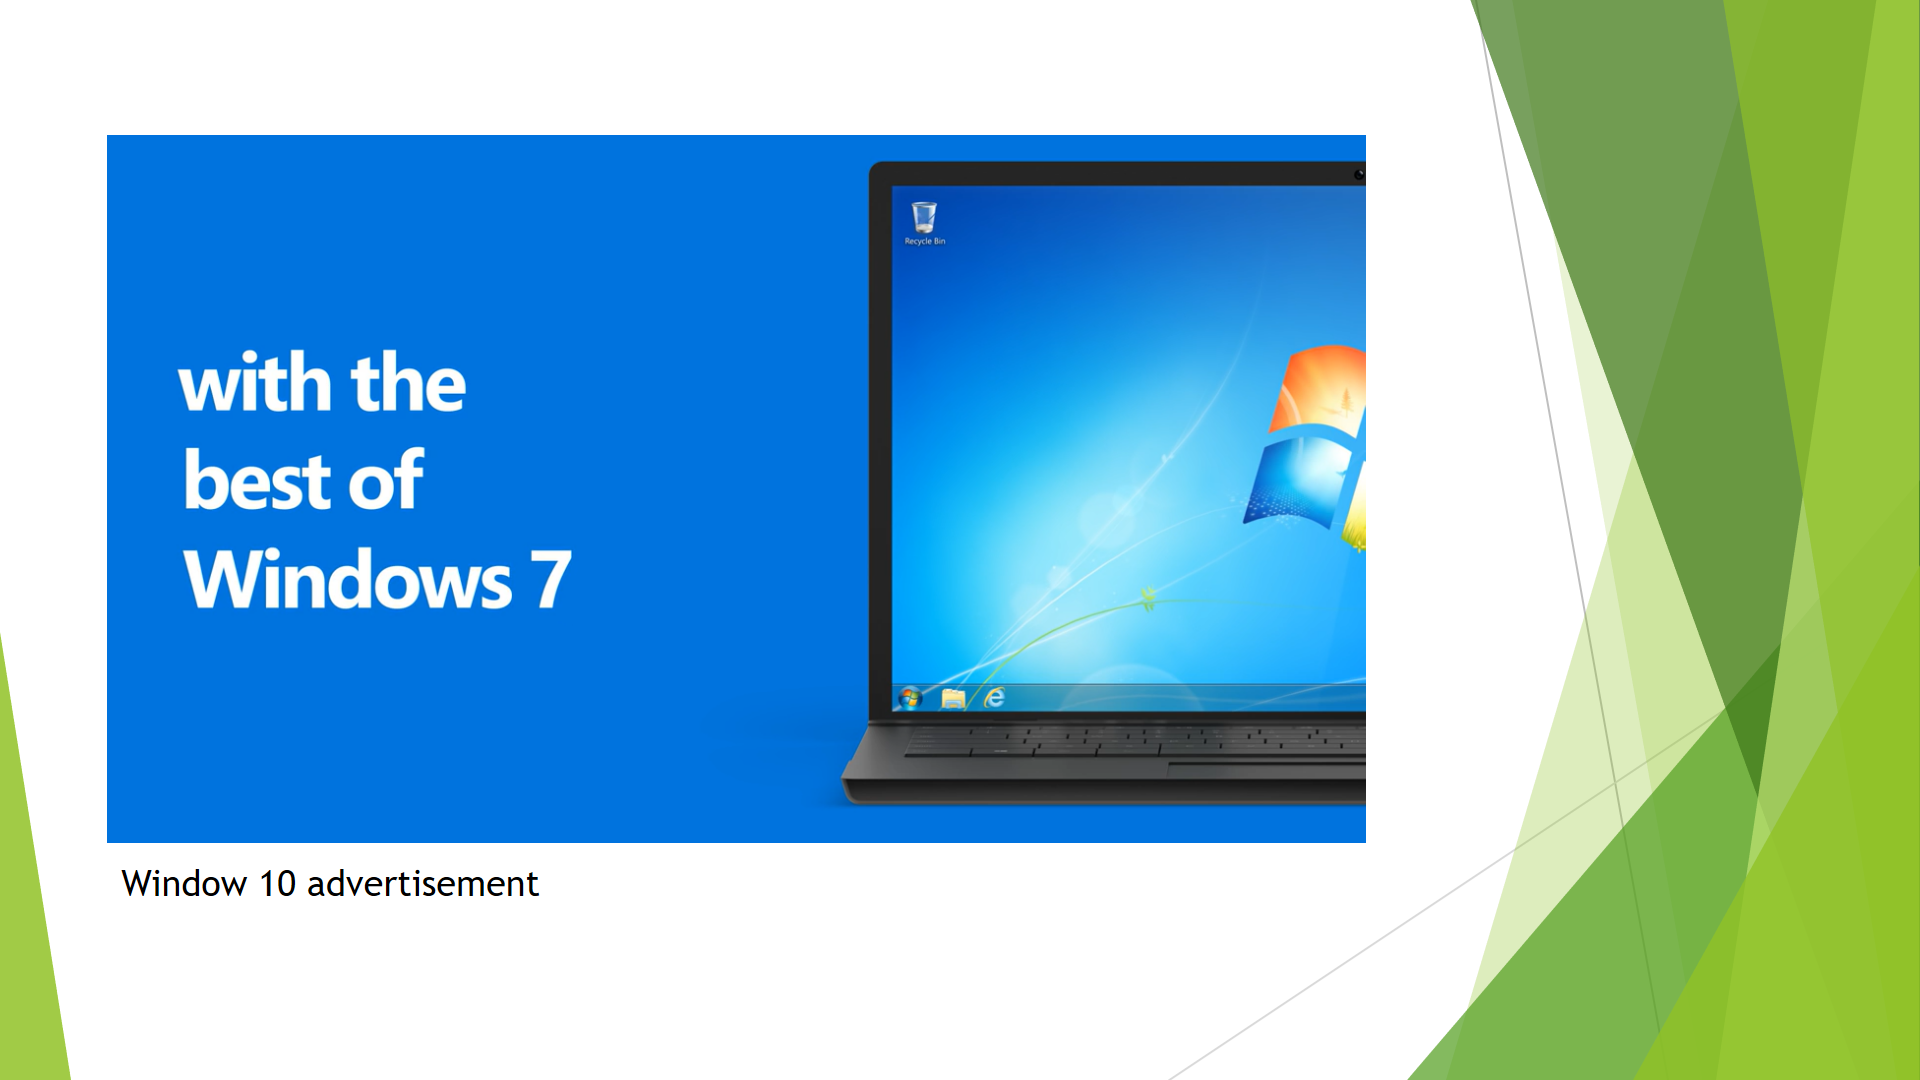 Recycle Bin
with the
best of
Windows 7
Window 10 advertisement